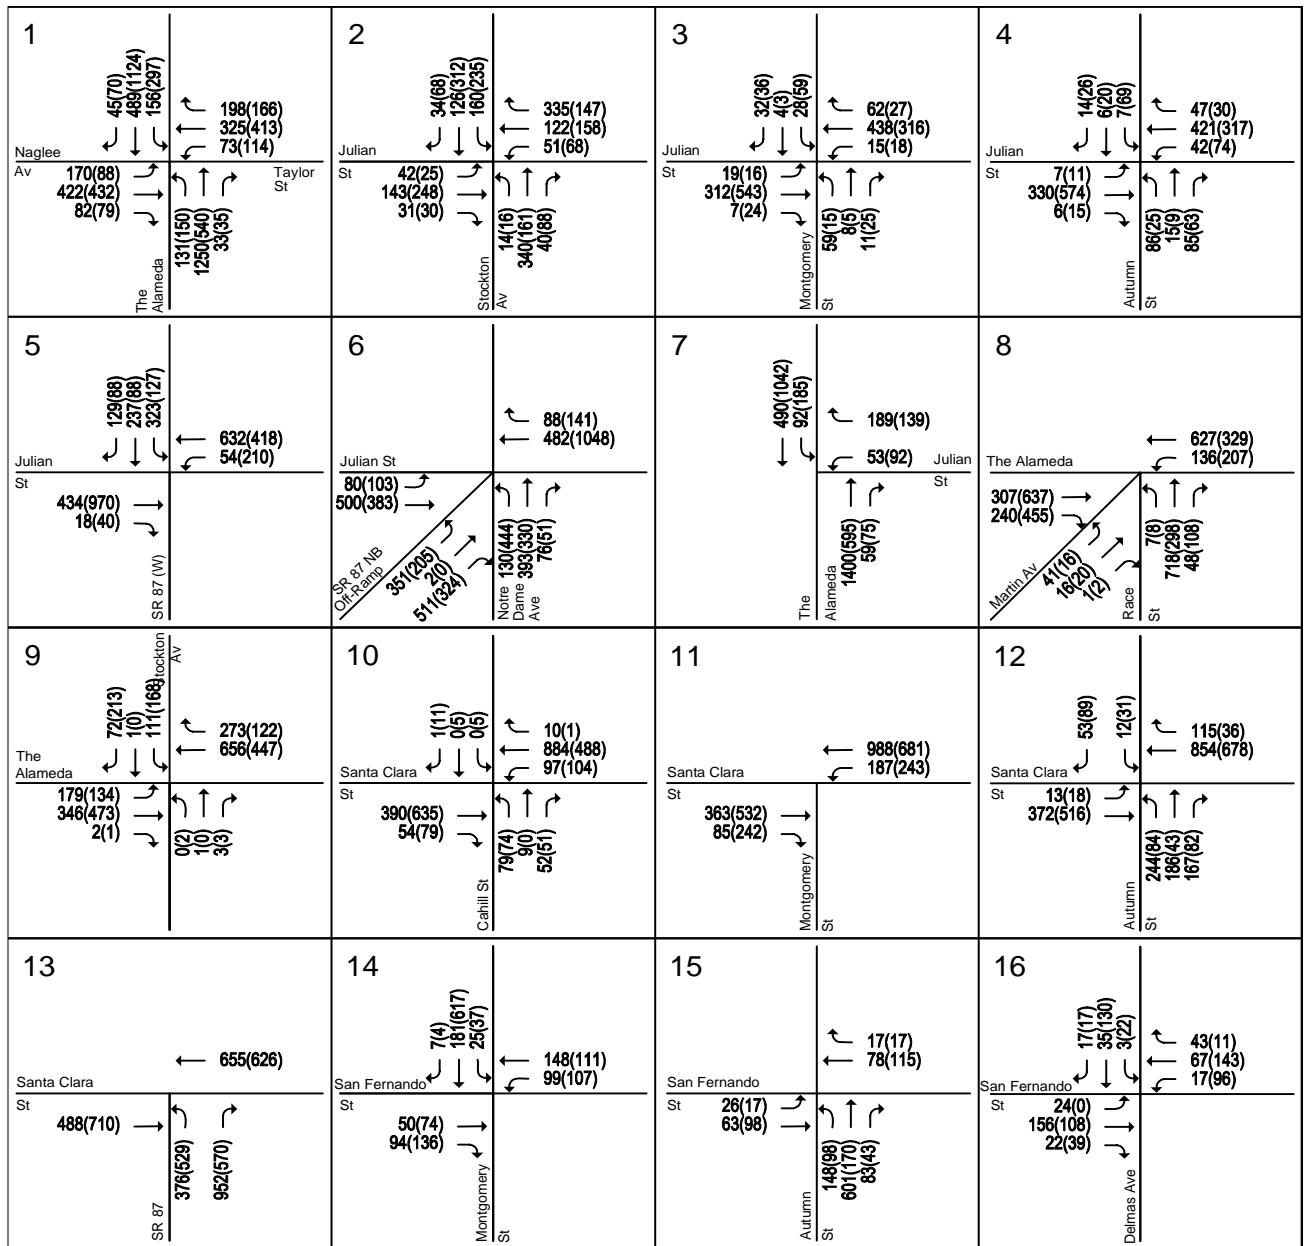 1
45(70)
489(1124)
156(297)
198(166)
325(413)
73(114)
Naglee
Av
170(88)
422(432)
82(79)
Taylor
St
131(150)
1250(540)
33(35)
The
Alameda
2
34(68)
126(312)
160(235)
335(147)
122(158)
51(68)
Julian
St
42(25)
143(248)
31(30)
14(16)
340(161)
40(88)
Stockton
Av
3
32(36)
4(3)
28(59)
62(27)
438(316)
15(18)
Julian
St
19(16)
312(543)
7(24)
59(15)
8(5)
11(25)
Montgomery
St
4
14(26)
6(20)
7(69)
47(30)
421(317)
42(74)
Julian
St
7(11)
330(574)
6(15)
86(25)
15(9)
85(63)
Autumn
St
5
129(88)
237(88)
323(127)
632(418)
54(210)
Julian
St
434(970)
18(40)
SR 87 (W)
6
88(141)
482(1048)
Julian St
80(103)
500(383)
351(205)
2(0)
511(324)
130(444)
393(330)
76(51)
SR 87 NB
Off-Ramp
Notre
Dame
Ave
7
490(1042)
92(185)
189(139)
53(92)
Julian
St
1400(595)
59(75)
The
Alameda
8
627(329)
136(207)
The Alameda
307(637)
240(455)
41(16)
16(20)
1(2)
7(8)
718(298)
48(108)
Martin Av
Race
St
9
Stockton
Av
72(213)
1(0)
111(168)
273(122)
656(447)
The
Alameda
179(134)
346(473)
2(1)
0(2)
1(0)
3(3)
10
1(11)
0(5)
0(5)
10(1)
884(488)
97(104)
Santa Clara
St
390(635)
54(79)
79(74)
9(0)
52(51)
Cahill St
11
988(681)
187(243)
Santa Clara
St
363(532)
85(242)
Montgomery
St
12
53(89)
12(31)
115(36)
854(678)
Santa Clara
St
13(18)
372(516)
244(84)
186(43)
167(82)
Autumn
St
13
655(626)
Santa Clara
St
488(710)
376(529)
952(570)
SR 87
14
7(4)
181(617)
25(37)
148(111)
99(107)
San Fernando
St
50(74)
94(136)
Montgomery
St
15
17(17)
78(115)
San Fernando
St
26(17)
63(98)
148(98)
601(170)
83(43)
Autumn
St
16
17(17)
35(130)
3(22)
43(11)
67(143)
17(96)
San Fernando
St
24(0)
156(108)
22(39)
Delmas Ave